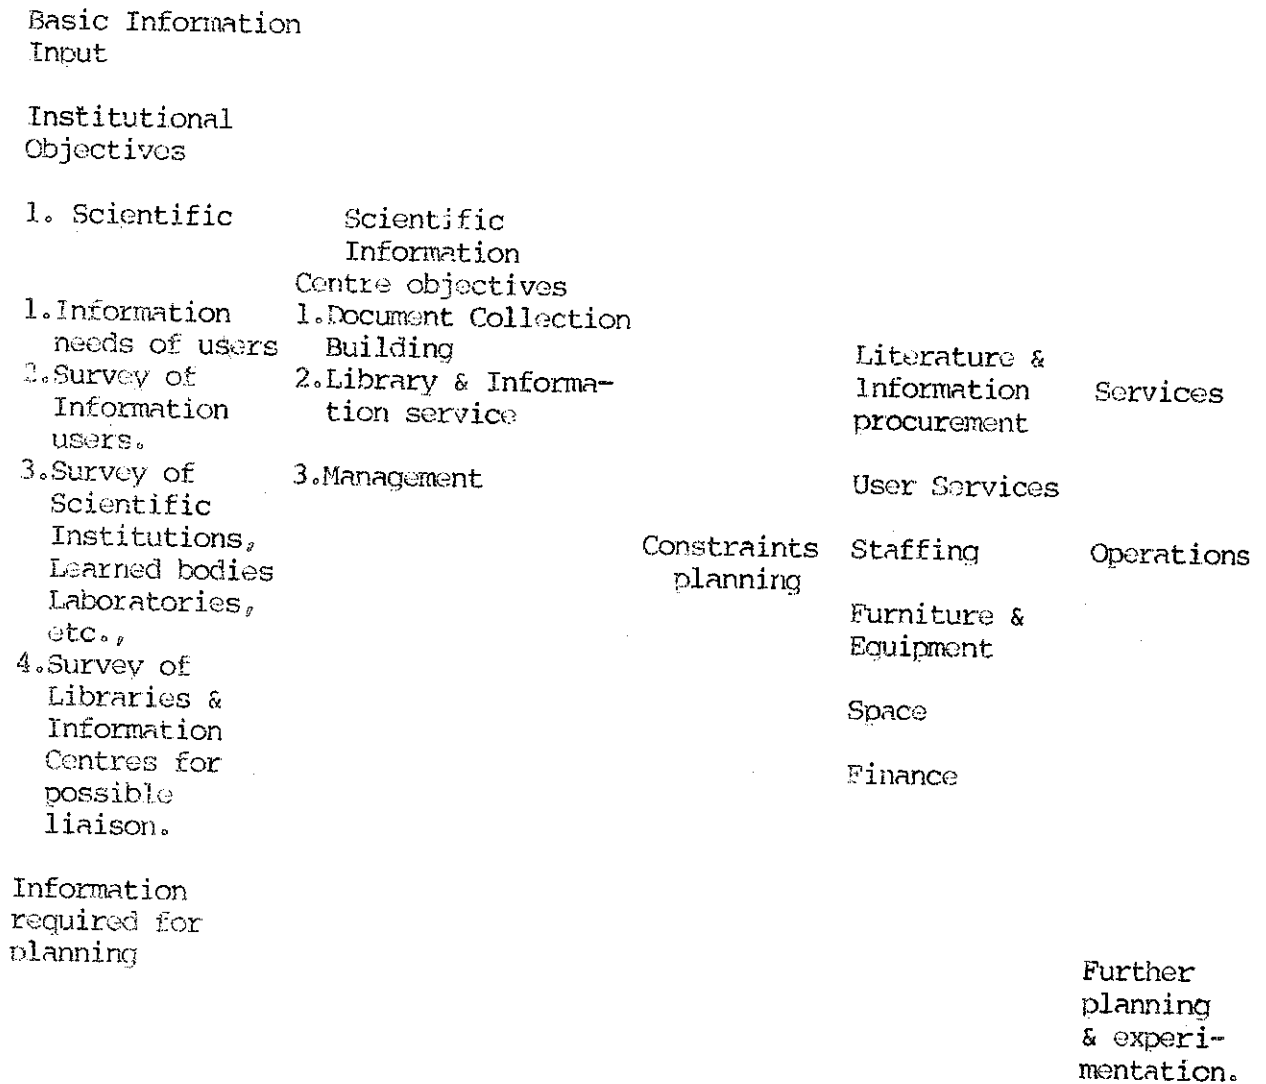 Basic Information
Input
Institutional
Objectives
1. Scientific
1.Information
needs of users
2.Survey of
Information
users.
3.Survey of
Scientific
Institutions,
Learned bodies
Laboratories,
etc.,
4.Survey of
Libraries &
Information
Centres for
possible
liaison.
Information
required for
planning
Scientific
Information
Centre objectives
1.Document Collection
Building
2.Library & Informa-
tion service
3.Management
Constraints
planning
Literature &
Information
procurement
User Services
Staffing
Furniture &
Equipment
Space
Finance
Services
Operations
Further
planning
& experi-
mentation.